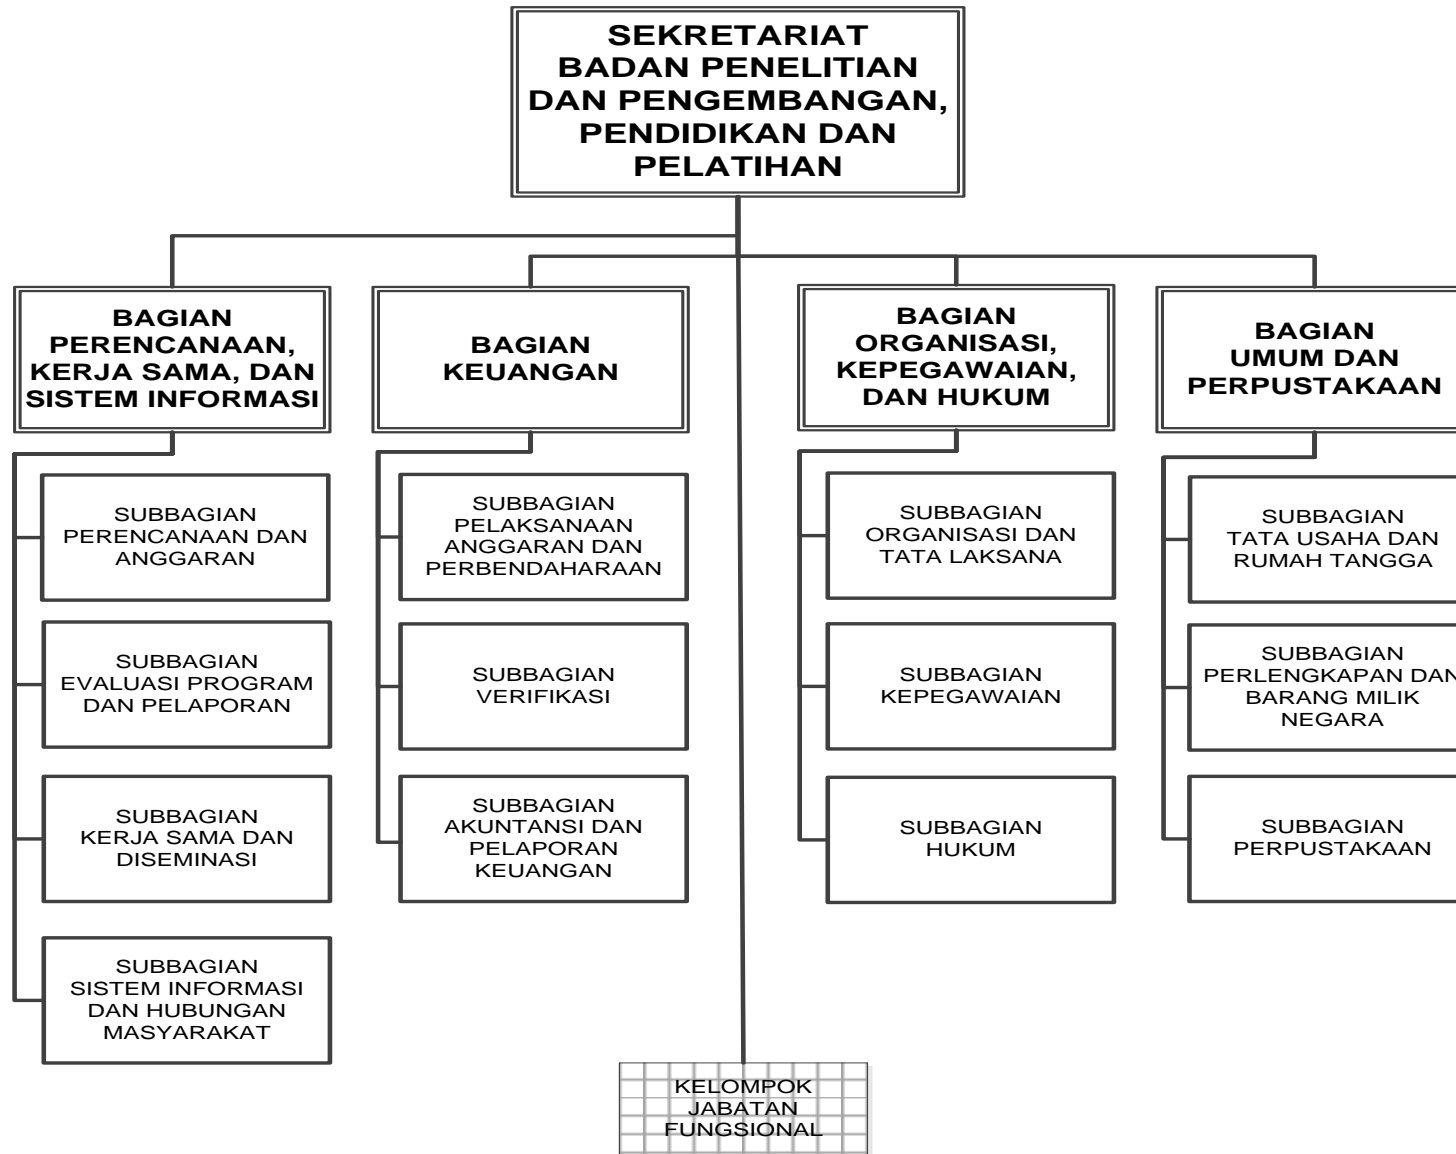 SEKRETARIAT
BADAN PENELITIAN
DAN PENGEMBANGAN,
PENDIDIKAN DAN
PELATIHAN
BAGIAN
PERENCANAAN,
KERJA SAMA, DAN
SISTEM INFORMASI
BAGIAN
KEUANGAN
BAGIAN
ORGANISASI,
KEPEGAWAIAN,
DAN HUKUM
BAGIAN
UMUM DAN
PERPUSTAKAAN
SUBBAGIAN
PERENCANAAN DAN
ANGGARAN
SUBBAGIAN
EVALUASI PROGRAM
DAN PELAPORAN
SUBBAGIAN
KERJA SAMA DAN
DISEMINASI
SUBBAGIAN
SISTEM INFORMASI
DAN HUBUNGAN
MASYARAKAT
SUBBAGIAN
PELAKSANAAN
ANGGARAN DAN
PERBENDAHARAAN
SUBBAGIAN
VERIFIKASI
SUBBAGIAN
AKUNTANSI DAN
PELAPORAN
KEUANGAN
SUBBAGIAN
ORGANISASI DAN
TATA LAKSANA
SUBBAGIAN
KEPEGAWAIAN
SUBBAGIAN
HUKUM
SUBBAGIAN
TATA USAHA DAN
RUMAH TANGGA
SUBBAGIAN
PERLENGKAPAN DAN
BARANG MILIK
NEGARA
SUBBAGIAN
PERPUSTAKAAN
KELOMPOK
JABATAN
FUNGSIONAL